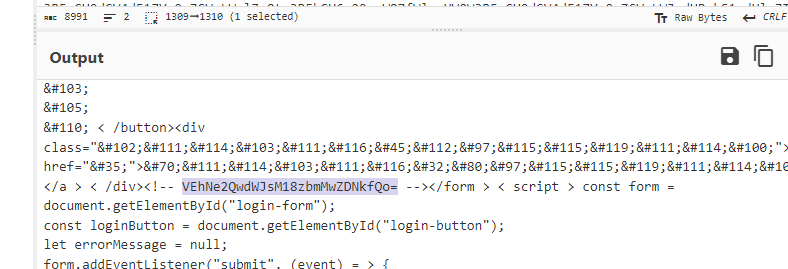 ABC 8991 2 1309→1310 (1 selected) Tт Raw Bytes ← CRLF
Output
&#103;
&#105;
&#110; < /button><div
class="&#102;&#111;&#114;&#103;&#111;&#116;&#45;&#112;&#97;&#115;&#115;&#119;&#111;&#114;&#100;">
href="&#35;">&#70;&#111;&#114;&#103;&#111;&#116;&#32;&#80;&#97;&#115;&#115;&#119;&#111;&#114;&#10
</a > < /div><!-- VEhNe2QwdWJsM18zbmMwZDNkfQo= --></form > < script > const form =
document.getElementById("login-form");
const loginButton = document.getElementById("login-button");
let errorMessage = null;
form.addEventListener("submit", (event) = > {